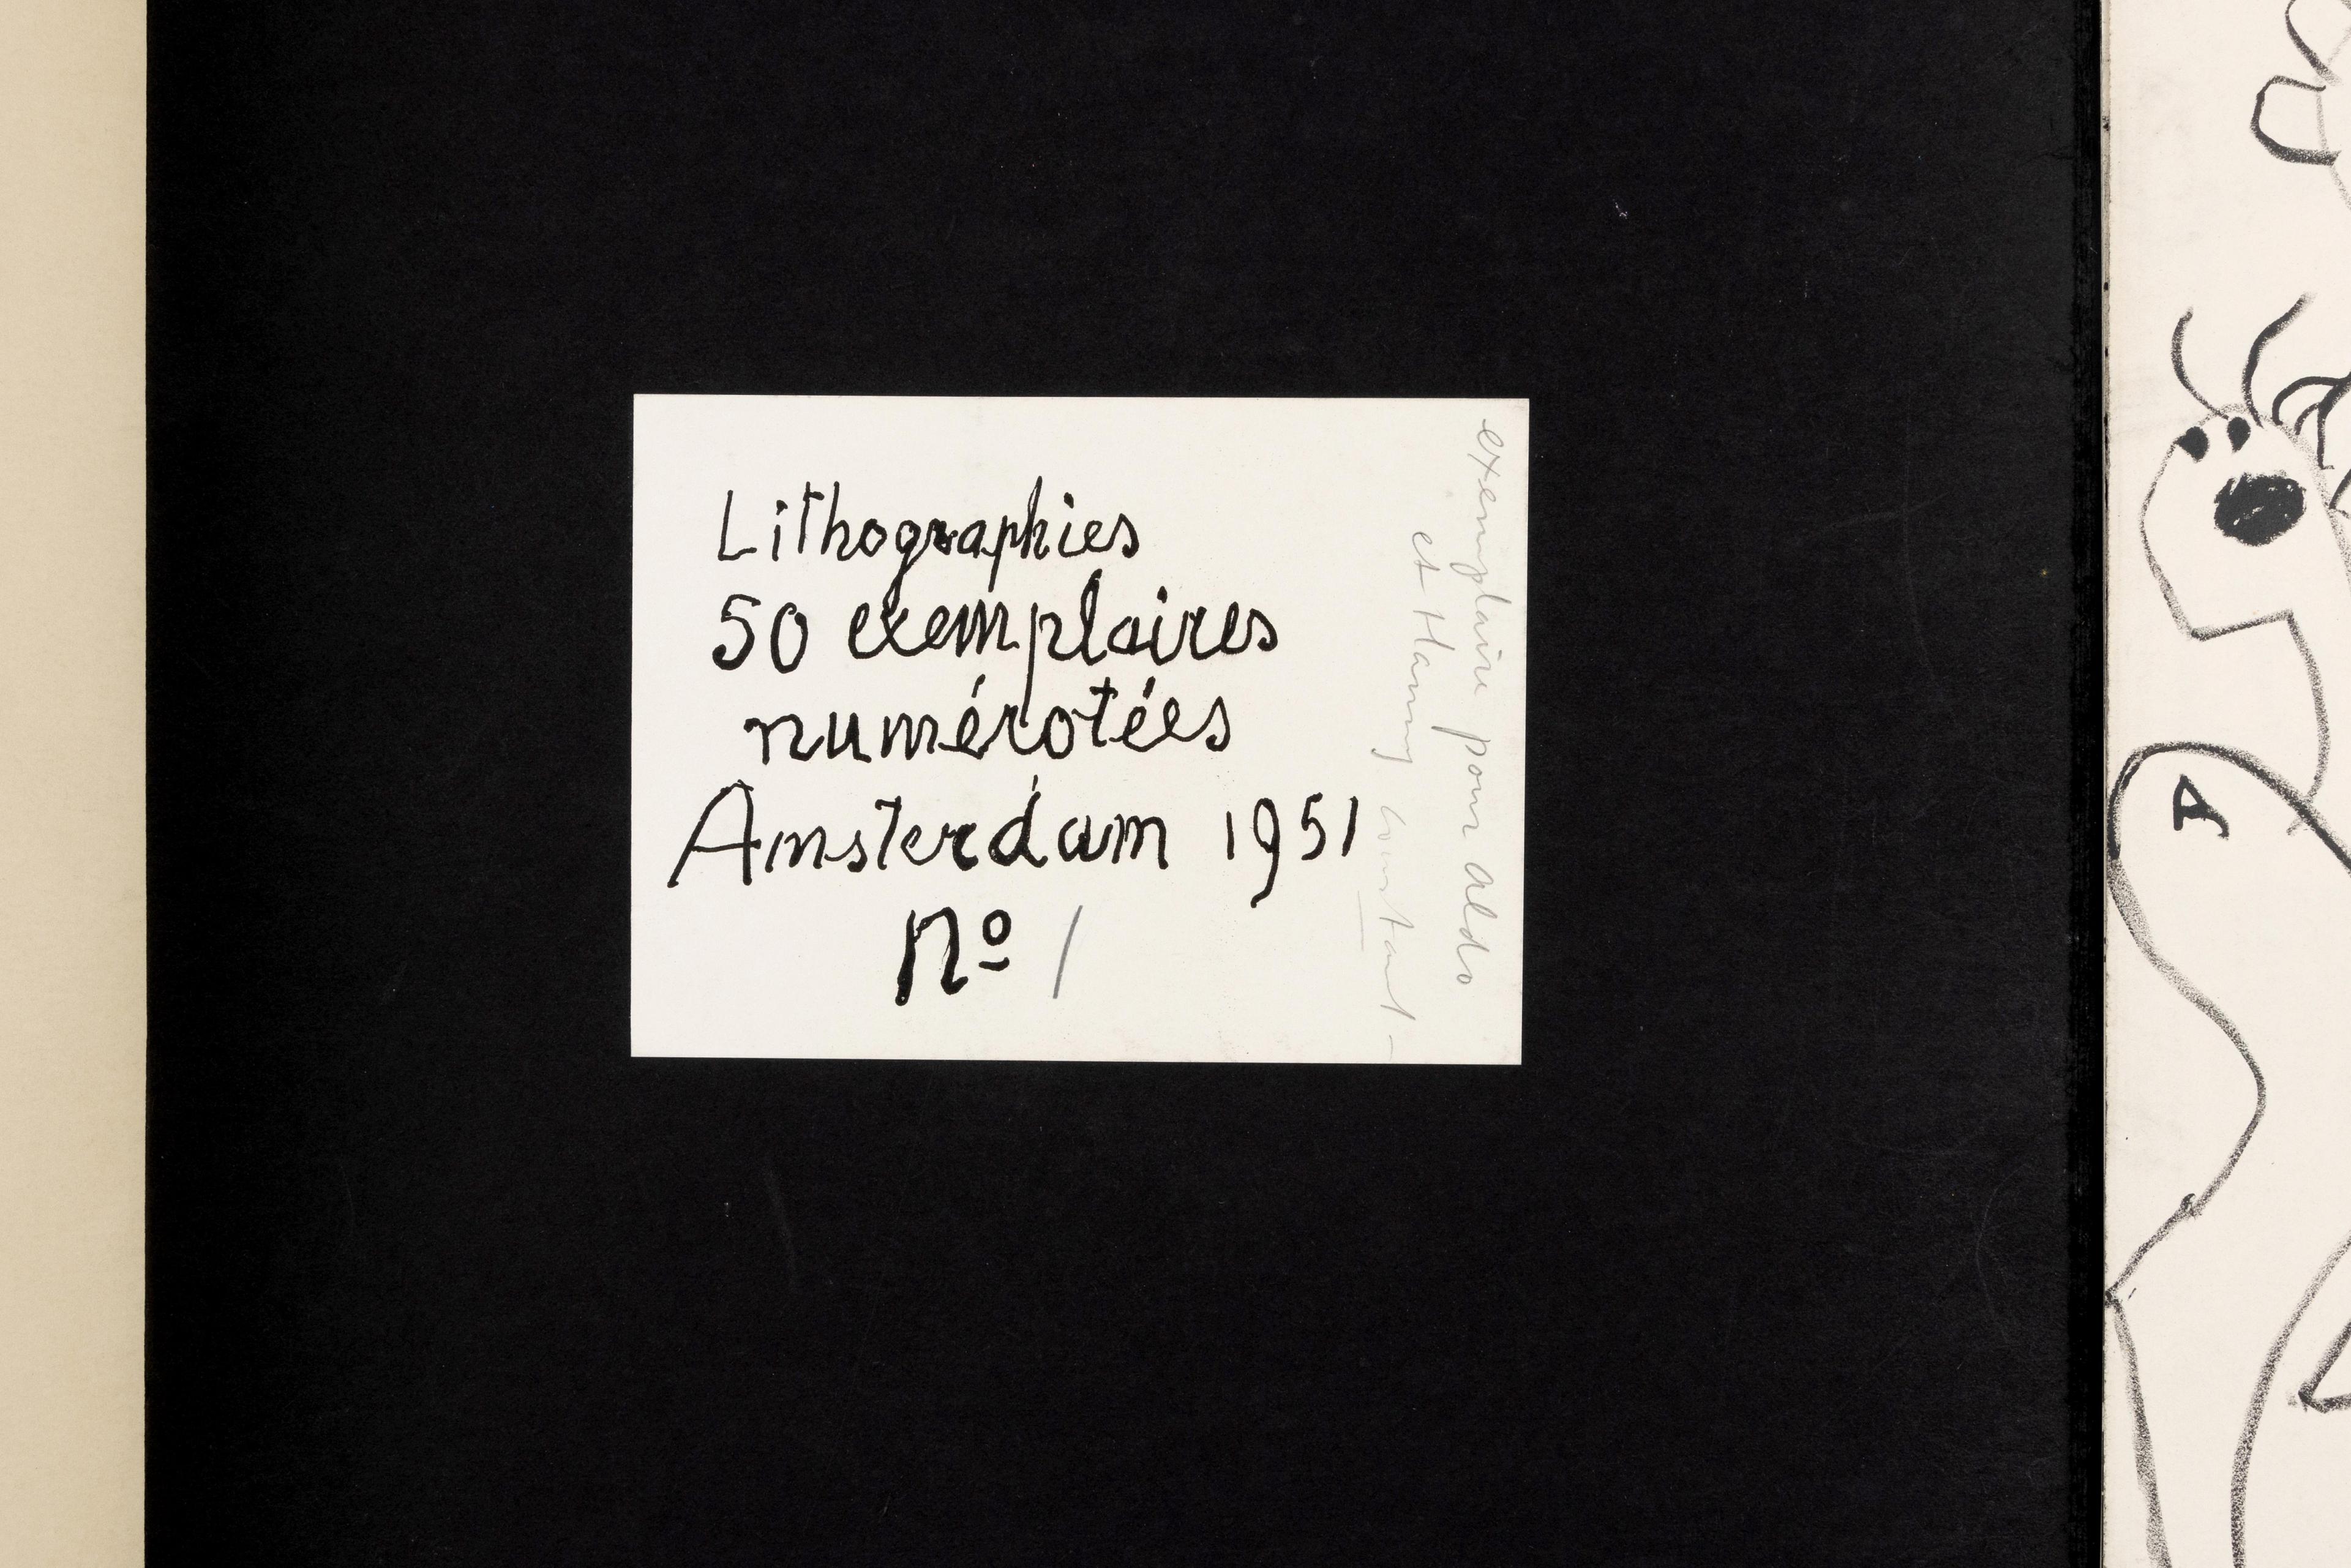 Lithographies
50 exemplaires
numérotées
Amsterdam 1951
nº 1
exemplaire pour aldo
et Hanny
constant -
A